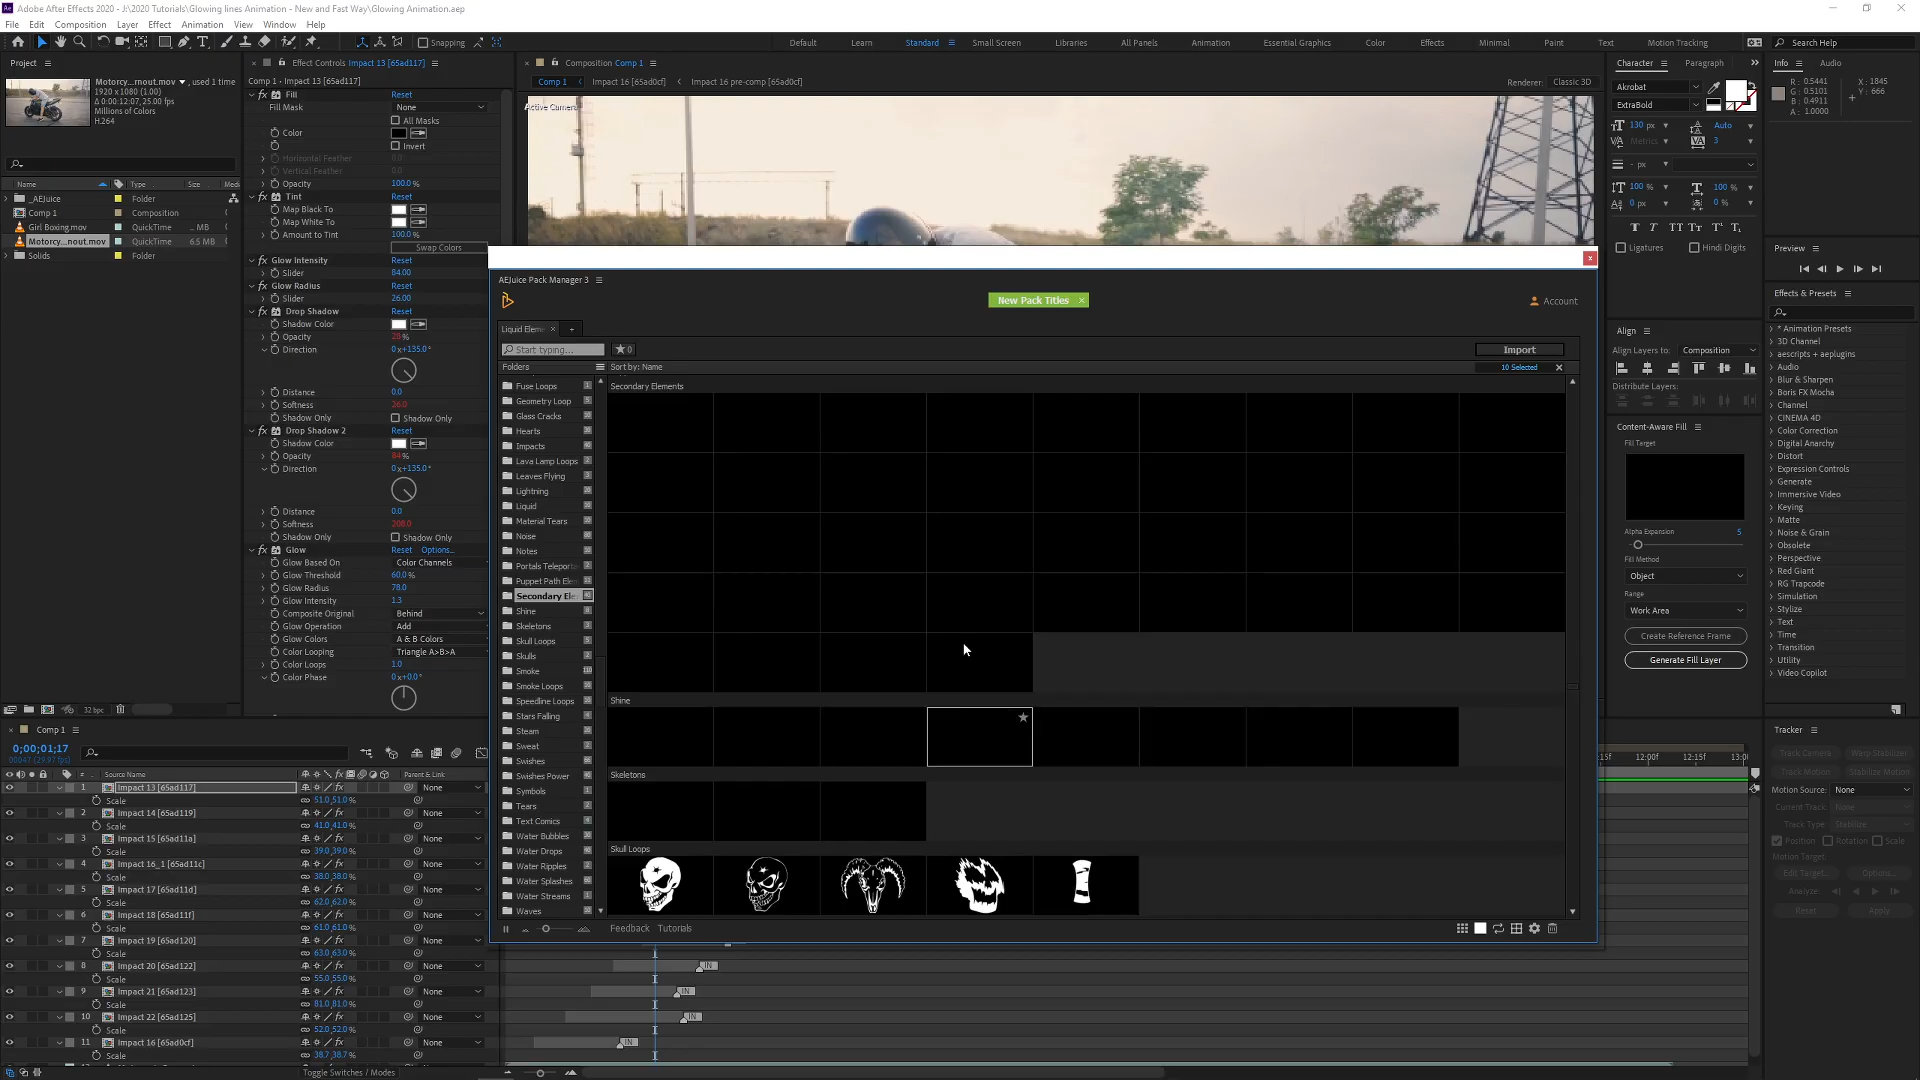 Adobe After Effects 2020 - J:\2020 Tutorials\Glowing lines Animation - New and Fast Way\Glowing Animation.aep
File Edit Composition Layer Effect Animation View Window Help
Snapping
Default Learn Standard Small Screen Libraries All Panels Animation Essential Graphics Color Effects Minimal Paint Text Motion Tracking Search Help
Project
Motorcy...rnout.mov, used 1 time
1920 x 1080 (1.00)
Δ 0:00:12:07, 25.00 fps
Millions of Colors
H.264
Name Type Size Media
_AEJuice Folder
Comp 1 Composition
Girl Boxing.mov QuickTime ... MB
Motorcy...nout.mov QuickTime 6.5 MB
Solids Folder
32 bpc
Effect Controls Impact 13 [65ad117]
Comp 1 • Impact 13 [65ad117]
fx Fill Reset
Fill Mask None
All Masks
Color
Invert
Horizontal Feather 0.0
Vertical Feather 0.0
Opacity 100.0 %
fx Tint Reset
Map Black To
Map White To
Amount to Tint 100.0 %
Swap Colors
fx Glow Intensity Reset
Slider 84.00
fx Glow Radius Reset
Slider 26.00
fx Drop Shadow Reset
Shadow Color
Opacity
Direction 0x+135.0°
Distance 0.0
Softness 26.0
Shadow Only Shadow Only
fx Drop Shadow 2 Reset
Shadow Color
Opacity 84 %
Direction 0x+135.0°
Distance 0.0
Softness 208.0
Shadow Only Shadow Only
fx Glow Reset Options...
Glow Based On Color Channels
Glow Threshold 60.0 %
Glow Radius 78.0
Glow Intensity 1.3
Composite Original Behind
Glow Operation Add
Glow Colors A & B Colors
Color Looping Triangle A>B>A
Color Loops 1.0
Color Phase 0x+0.0°
Composition Comp 1
Comp 1 Impact 16 [65ad0cf] Impact 16 pre-comp [65ad0cf]
Renderer: Classic 3D
Active Camera
AEJuice Pack Manager 3
New Pack Titles ×
Account
Liquid Eleme × +
Start typing...
★ 0
Import
Folders
Sort by: Name
10 Selected
Fuse Loops
Geometry Loop
Glass Cracks
Hearts
Impacts
Lava Lamp Loops
Leaves Flying
Lightning
Liquid
Material Tears
Noise
Notes
Portals Teleporta
Puppet Path Ele
Secondary Ele
Shine
Skeletons
Skull Loops
Skulls
Smoke
Smoke Loops
Speedline Loops
Stars Falling
Steam
Sweat
Swishes
Swishes Power
Symbols
Tears
Text Comics
Water Bubbles
Water Drops
Water Ripples
Water Splashes
Water Streams
Waves
Secondary Elements
Shine
Skeletons
Skull Loops
Feedback Tutorials
Character Paragraph
Akrobat
ExtraBold
130 px Auto
Metrics 3
- px
100 % 100 %
0 px 0 %
T T TT Tt T¹ T₁
Ligatures Hindi Digits
Align
Align Layers to: Composition
Distribute Layers:
Content-Aware Fill
Fill Target
Alpha Expansion 5
Fill Method
Object
Range
Work Area
Create Reference Frame
Generate Fill Layer
Info Audio
R: 0.5441
G: 0.5101
B: 0.4911
A: 1.0000
X: 1845
Y: 666
Preview
Effects & Presets
* Animation Presets
3D Channel
aescripts + aeplugins
Audio
Blur & Sharpen
Boris FX Mocha
Channel
CINEMA 4D
Color Correction
Digital Anarchy
Distort
Expression Controls
Generate
Immersive Video
Keying
Matte
Noise & Grain
Obsolete
Perspective
Red Giant
RG Trapcode
Simulation
Stylize
Text
Time
Transition
Utility
Video Copilot
Tracker
Track Camera Warp Stabilizer
Track Motion Stabilize Motion
Motion Source: None
Current Track: None
Track Type: Stabilize
Position Rotation Scale
Motion Target:
Edit Target... Options...
Analyze:
Reset Apply
Comp 1
0;00;01;17
00047 (29.97 fps)
# Source Name Parent & Link
1 Impact 13 [65ad117] None
Scale 51.0,51.0 %
2 Impact 14 [65ad119] None
Scale 41.0,41.0 %
3 Impact 15 [65ad11a] None
Scale 39.0,39.0 %
4 Impact 16_1 [65ad11c] None
Scale 38.0,38.0 %
5 Impact 17 [65ad11d] None
Scale 62.0,62.0 %
6 Impact 18 [65ad11f] None
Scale 61.0,61.0 %
7 Impact 19 [65ad120] None
Scale 63.0,63.0 %
8 Impact 20 [65ad122] None
Scale 55.0,55.0 %
9 Impact 21 [65ad123] None
Scale 81.0,81.0 %
10 Impact 22 [65ad125] None
Scale 52.0,52.0 %
11 Impact 16 [65ad0cf] None
Scale 38.7,38.7 %
Toggle Switches / Modes
15f 12:00f 12:15f 13:0
IN
IN
IN
IN